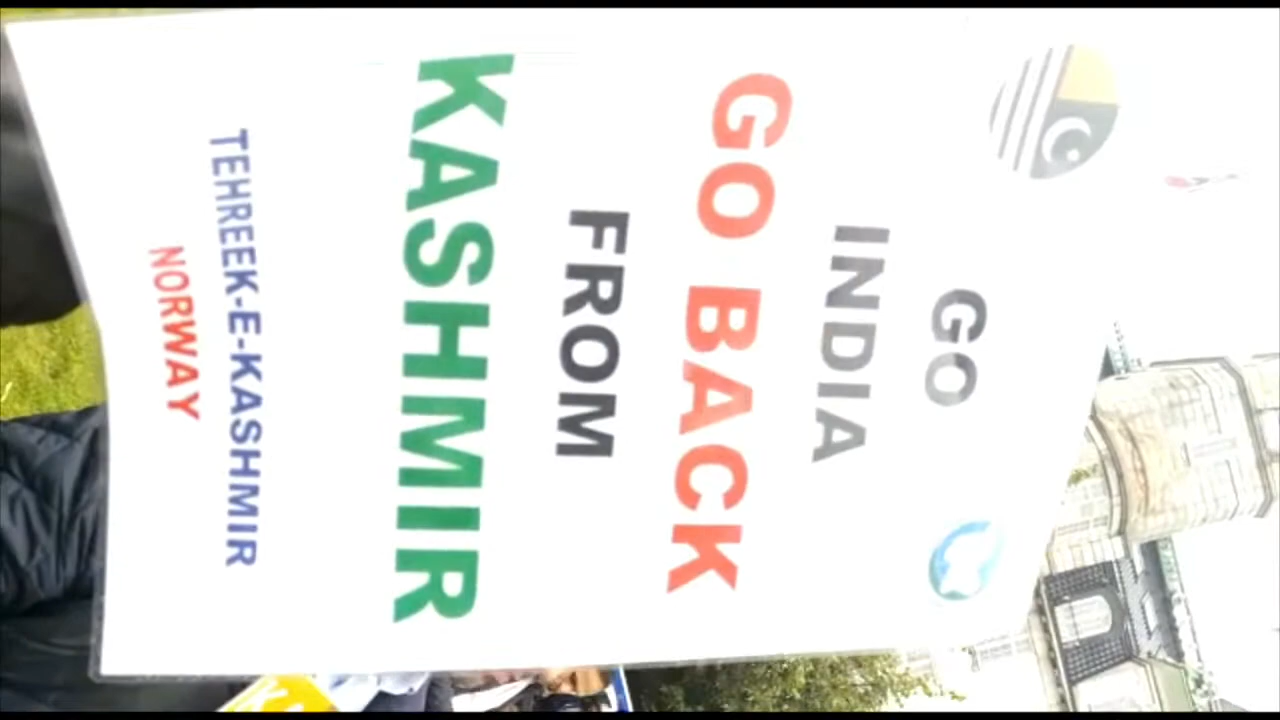 GO
INDIA
GO BACK
FROM
KASHMIR
TEHREEK-E-KASHMIR
NORWAY